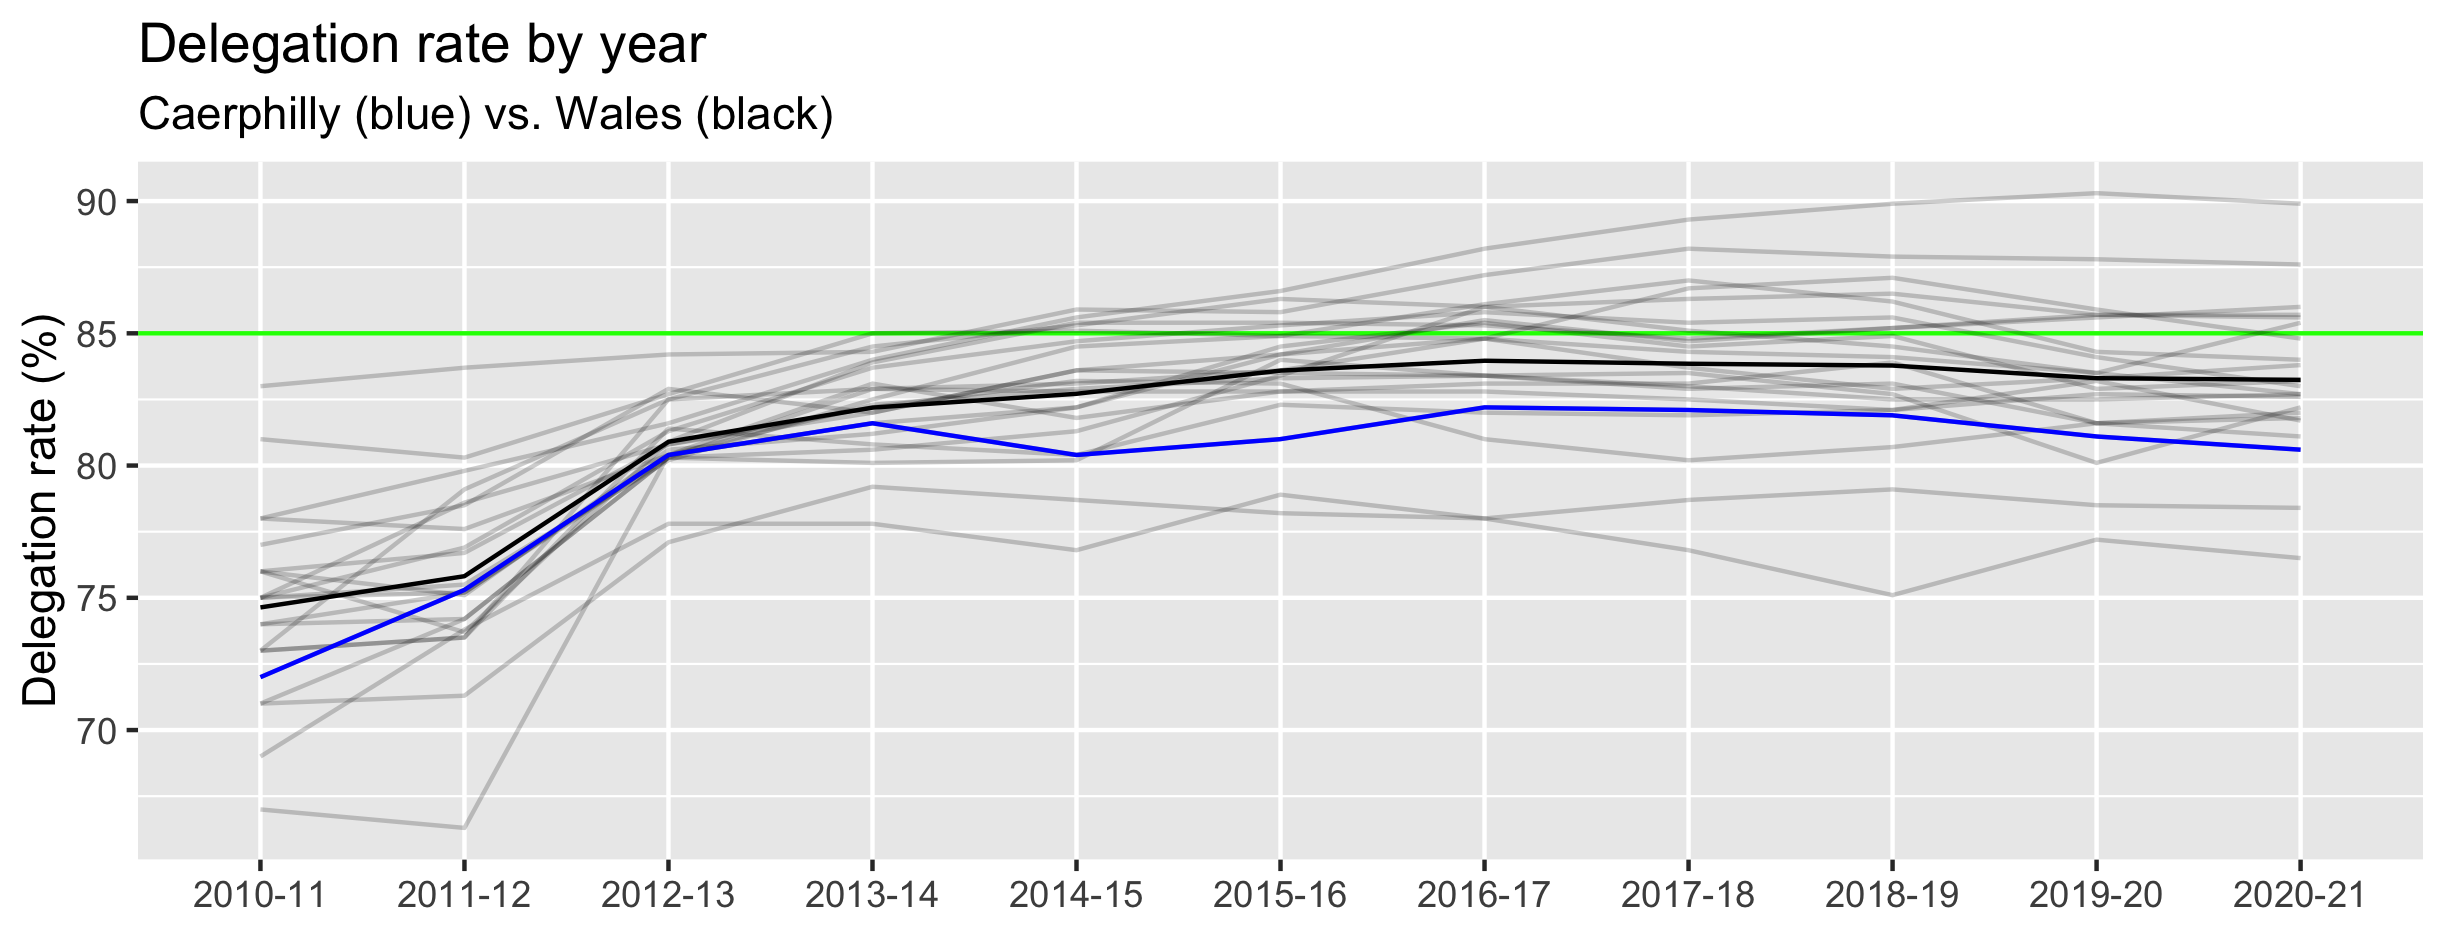 Delegation rate by year
Caerphilly (blue) vs. Wales (black)
Delegation rate (%)
90
85
80
75
70
2010-11 2011-12 2012-13 2013-14 2014-15 2015-16 2016-17 2017-18 2018-19 2019-20 2020-21